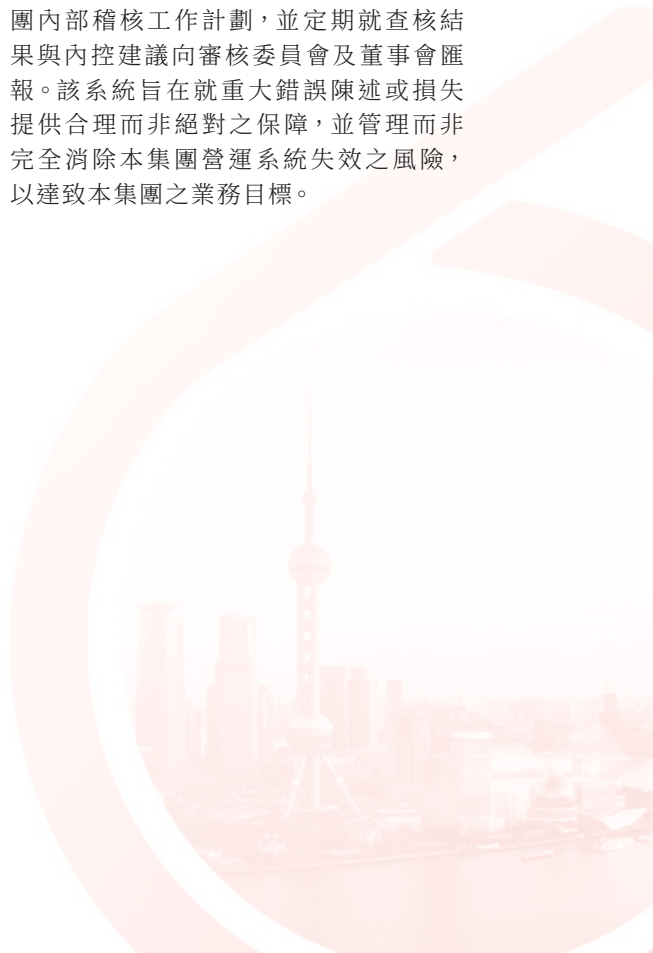 團內部稽核工作計劃，並定期就查核結
果與內控建議向審核委員會及董事會匯
報。該系統旨在就重大錯誤陳述或損失
提供合理而非絕對之保障，並管理而非
完全消除本集團營運系統失效之風險，
以達致本集團之業務目標。